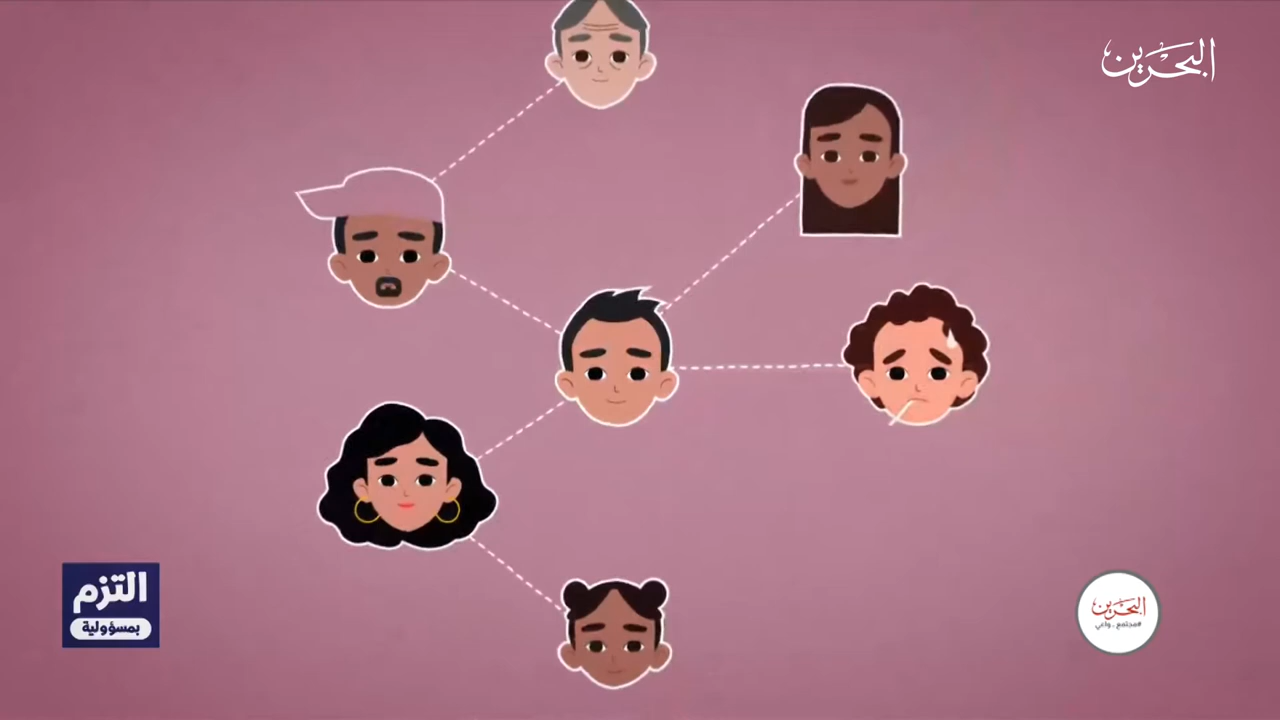 البحرين
التزم
بمسؤولية
البحرين
#مجتمع_واعي